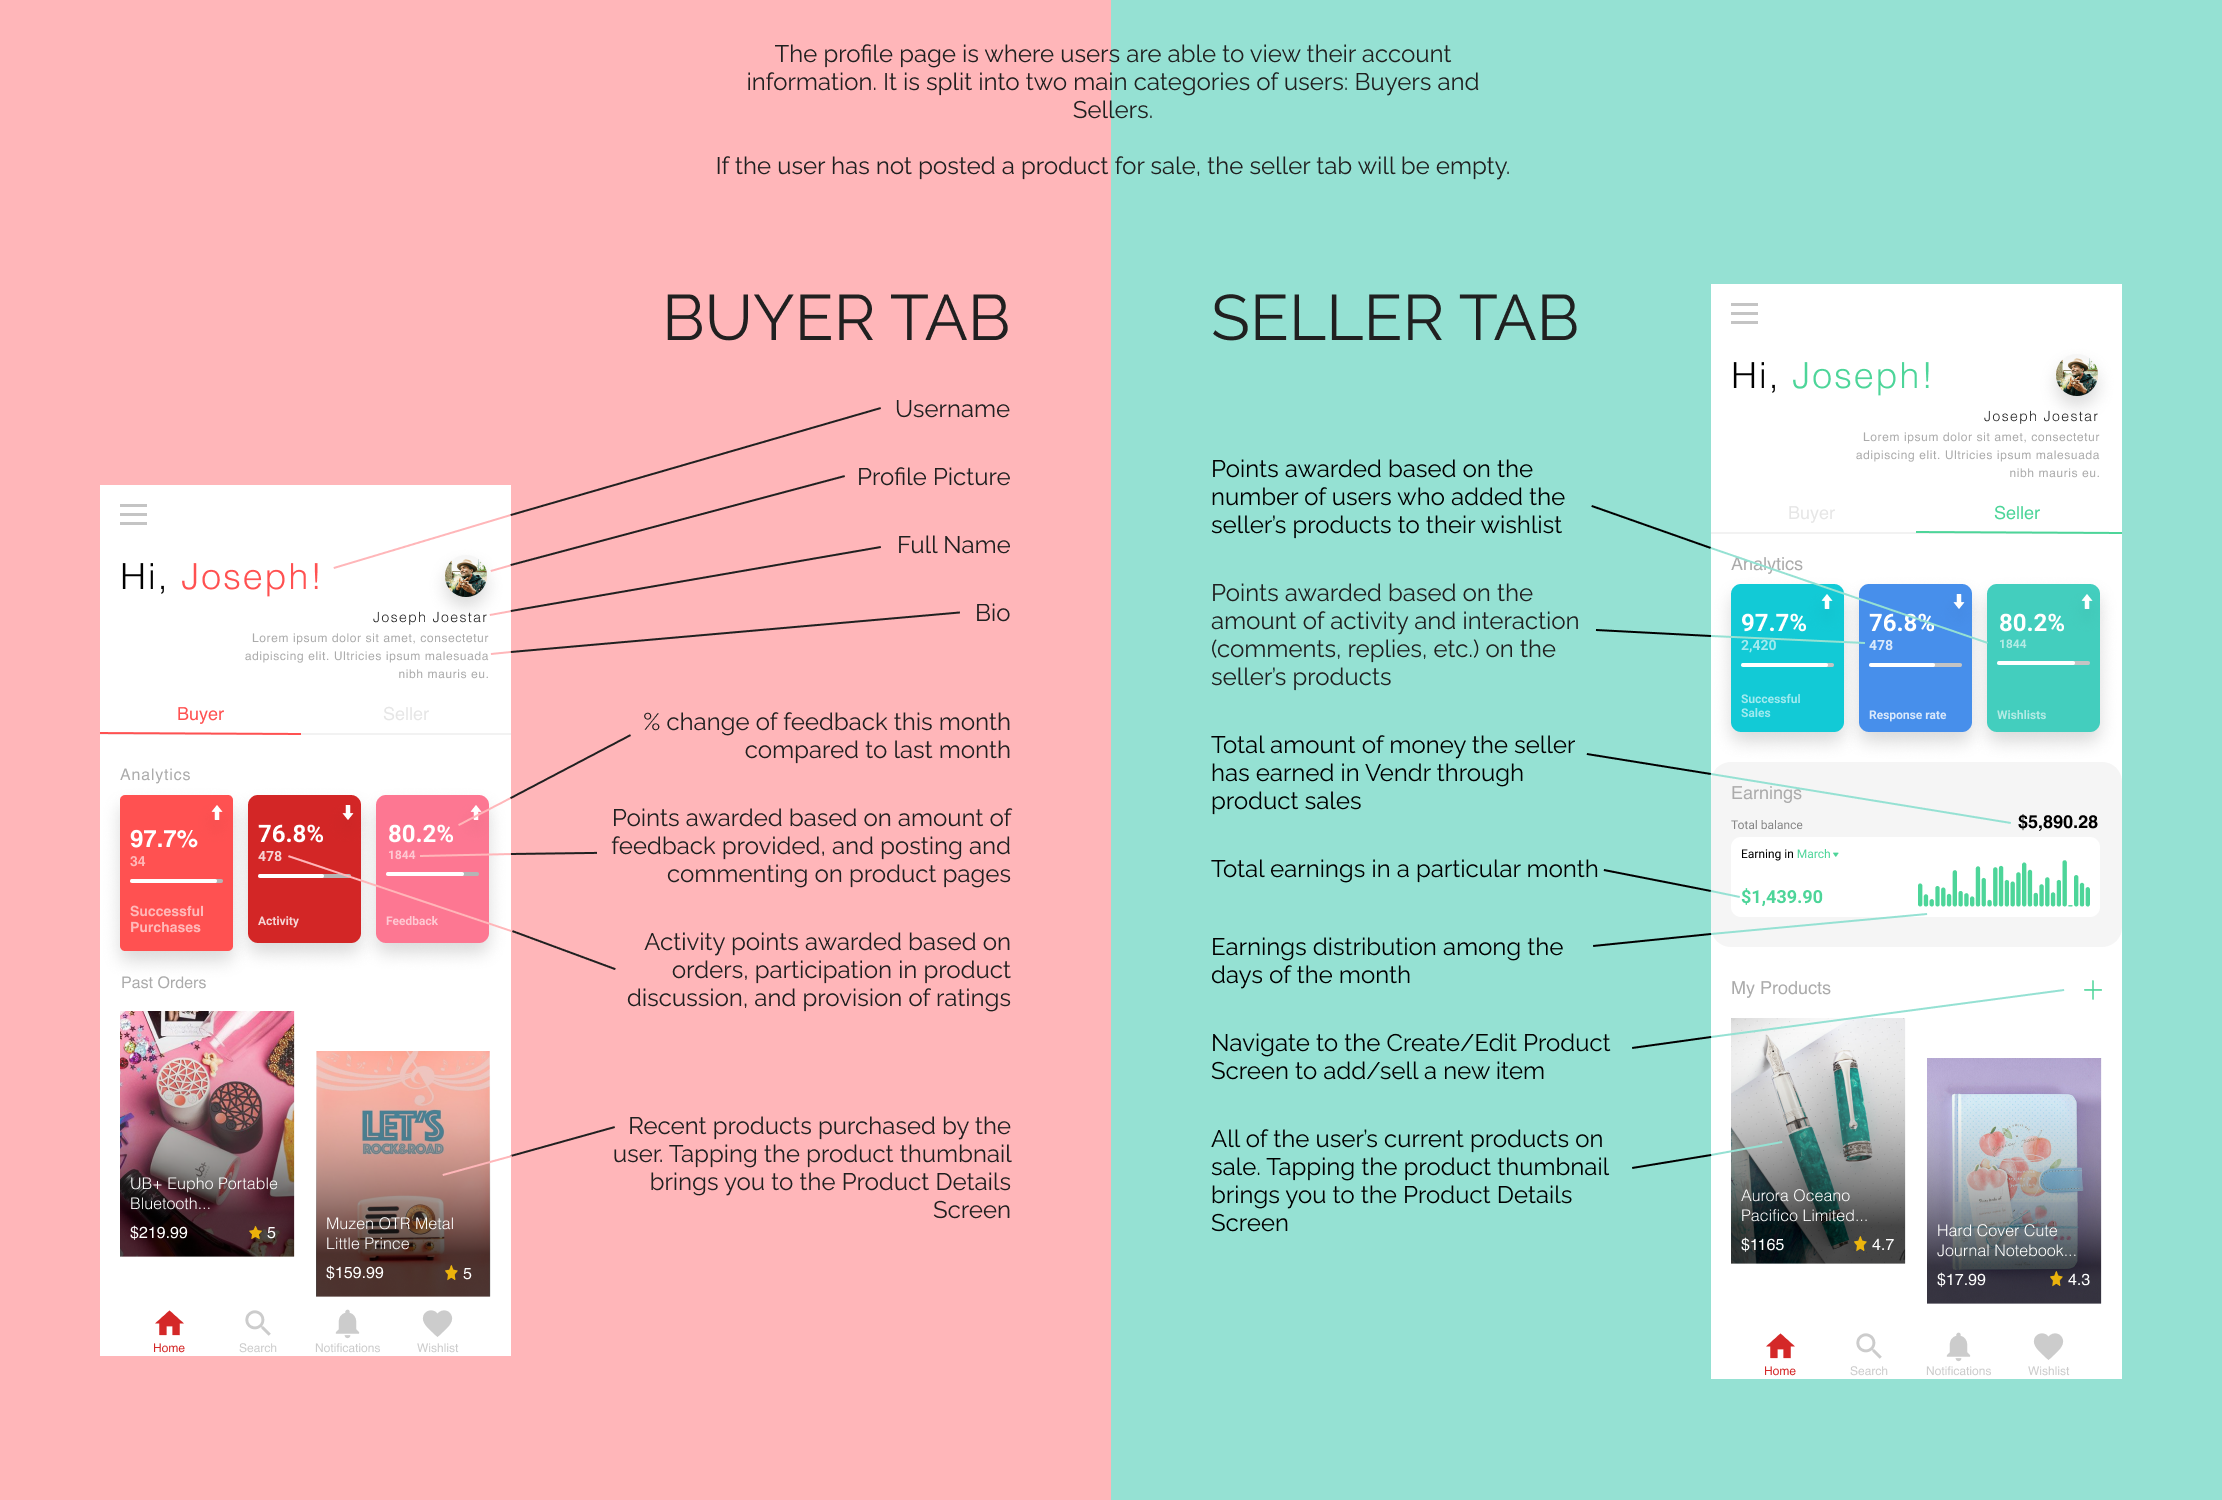 The profile page is where users are able to view their account
information. It is split into two main categories of users: Buyers and
Sellers.
If the user has not posted a product for sale, the seller tab will be empty.
BUYER TAB
Username
Profile Picture
Full Name
Bio
% change of feedback this month
compared to last month
Points awarded based on amount of
feedback provided, and posting and
commenting on product pages
Activity points awarded based on
orders, participation in product
discussion, and provision of ratings
Recent products purchased by the
user. Tapping the product thumbnail
brings you to the Product Details
Screen
Hi, Joseph!
Joseph Joestar
Lorem ipsum dolor sit amet, consectetur
adipiscing elit. Ultricies ipsum malesuada
nibh mauris eu.
Buyer Seller
Analytics
97.7%
34
Successful
Purchases
76.8%
478
Activity
80.2%
1844
Feedback
Past Orders
UB+ Eupho Portable
Bluetooth...
$219.99 5
LET'S
ROCK&ROAD
Muzen OTR Metal
Little Prince
$159.99 5
Home Search Notifications Wishlist
SELLER TAB
Points awarded based on the
number of users who added the
seller's products to their wishlist
Points awarded based on the
amount of activity and interaction
(comments, replies, etc.) on the
seller's products
Total amount of money the seller
has earned in Vendr through
product sales
Total earnings in a particular month
Earnings distribution among the
days of the month
Navigate to the Create/Edit Product
Screen to add/sell a new item
All of the user's current products on
sale. Tapping the product thumbnail
brings you to the Product Details
Screen
Hi, Joseph!
Joseph Joestar
Lorem ipsum dolor sit amet, consectetur
adipiscing elit. Ultricies ipsum malesuada
nibh mauris eu.
Buyer Seller
Analytics
97.7%
2,420
Successful
Sales
76.8%
478
Response rate
80.2%
1844
Wishlists
Earnings
Total balance $5,890.28
Earning in March
$1,439.90
My Products
Aurora Oceano
Pacifico Limited...
$1165 4.7
Hard Cover Cute
Journal Notebook...
$17.99 4.3
Home Search Notifications Wishlist